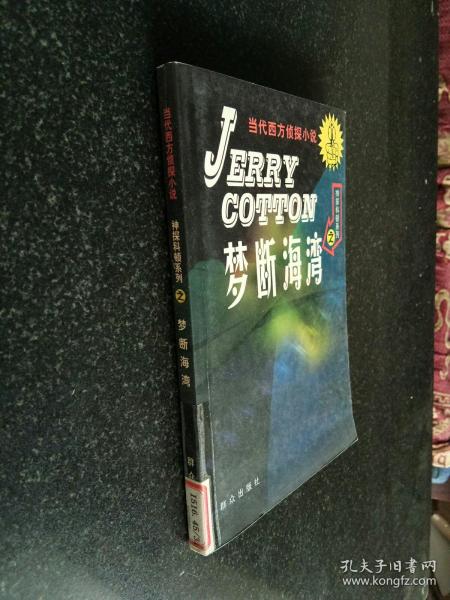 当代西方侦探小说
JERRY
COTTON
神探科顿系列
之
梦断海湾
群众出版社
当代西方侦探小说
神探科顿系列
之
梦断海湾
群
孔夫子旧书网
www.kongfz.com